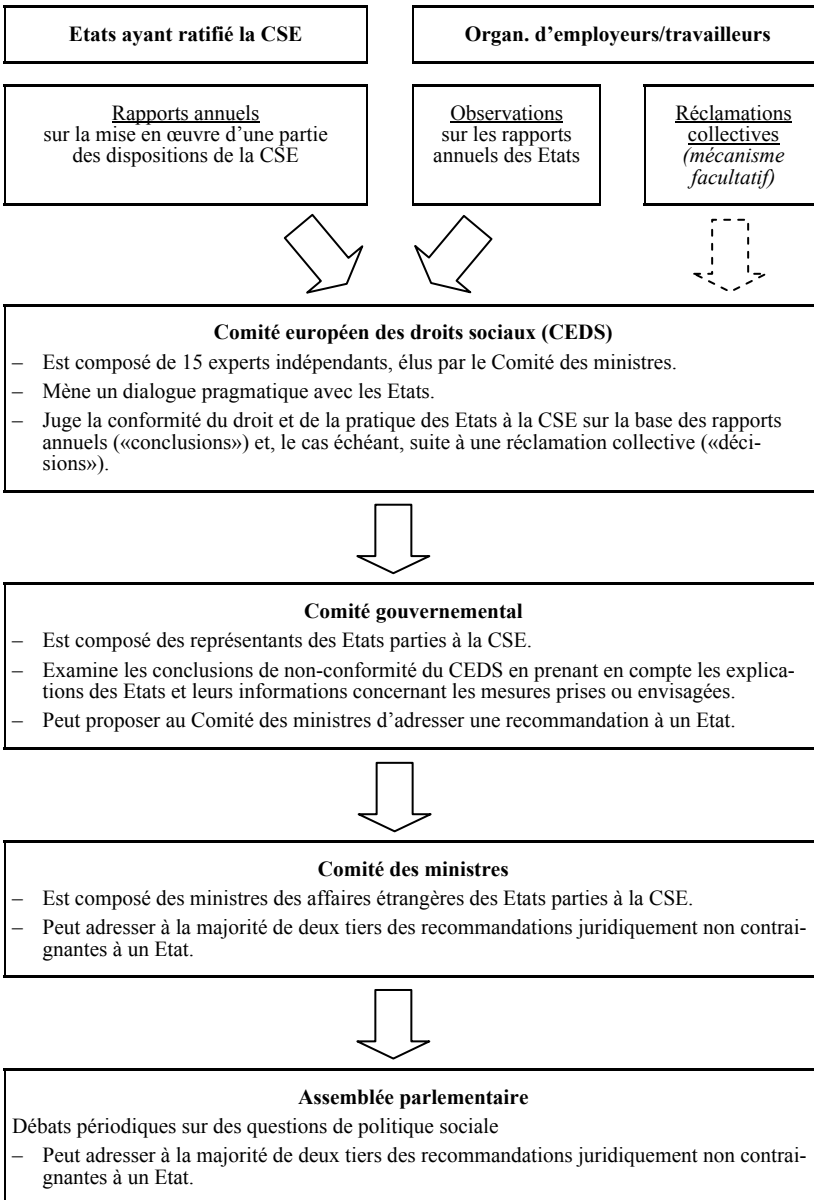 Etats ayant ratifié la CSE
Organ. d’employeurs/travailleurs
Rapports annuels
sur la mise en œuvre d’une partie
des dispositions de la CSE
Observations
sur les rapports
annuels des Etats
Réclamations
collectives
(mécanisme
facultatif)
Comité européen des droits sociaux (CEDS)
– Est composé de 15 experts indépendants, élus par le Comité des ministres.
– Mène un dialogue pragmatique avec les Etats.
– Juge la conformité du droit et de la pratique des Etats à la CSE sur la base des rapports
annuels («conclusions») et, le cas échéant, suite à une réclamation collective («déci-
sions»).
Comité gouvernemental
– Est composé des représentants des Etats parties à la CSE.
– Examine les conclusions de non-conformité du CEDS en prenant en compte les explica-
tions des Etats et leurs informations concernant les mesures prises ou envisagées.
– Peut proposer au Comité des ministres d’adresser une recommandation à un Etat.
Comité des ministres
– Est composé des ministres des affaires étrangères des Etats parties à la CSE.
– Peut adresser à la majorité de deux tiers des recommandations juridiquement non contrai-
gnantes à un Etat.
Assemblée parlementaire
Débats périodiques sur des questions de politique sociale
– Peut adresser à la majorité de deux tiers des recommandations juridiquement non contrai-
gnantes à un Etat.